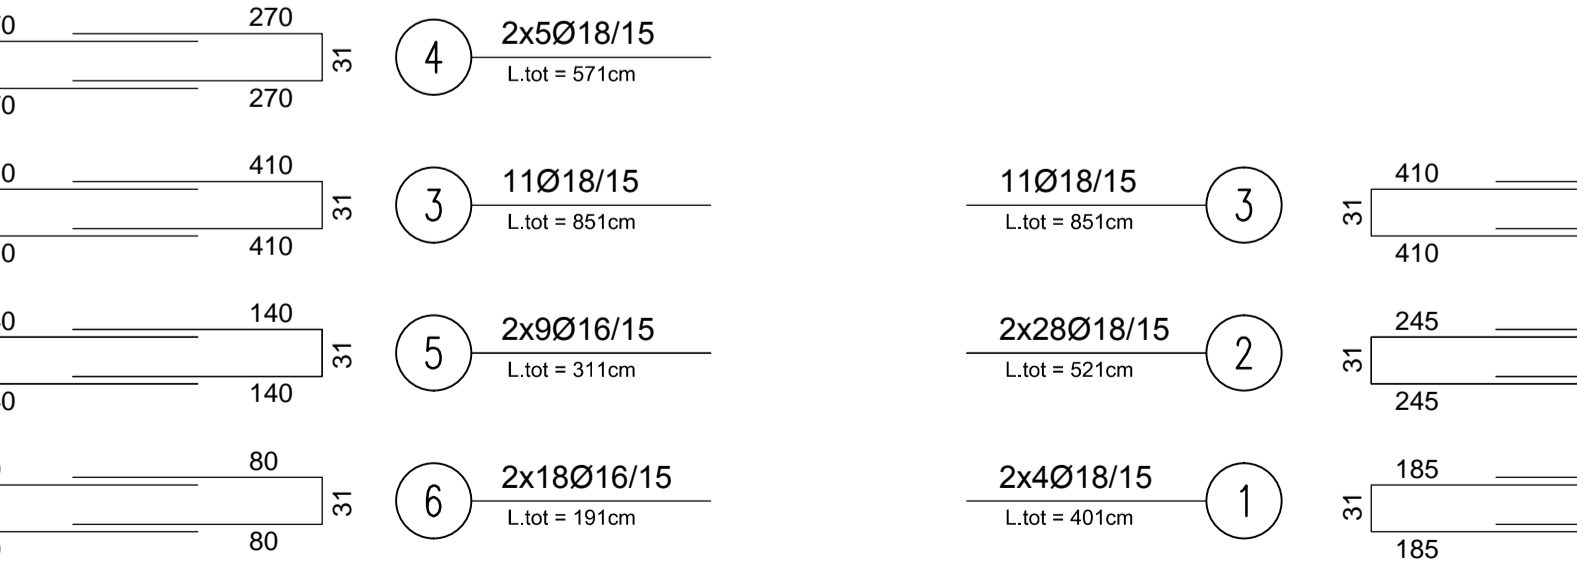 270
31
4
2x5Ø18/15
L.tot = 571cm
270
410
31
3
11Ø18/15
L.tot = 851cm
410
11Ø18/15
L.tot = 851cm
3
31
410
410
140
31
5
2x9Ø16/15
L.tot = 311cm
140
2x28Ø18/15
L.tot = 521cm
2
31
245
245
80
31
6
2x18Ø16/15
L.tot = 191cm
80
2x4Ø18/15
L.tot = 401cm
1
31
185
185